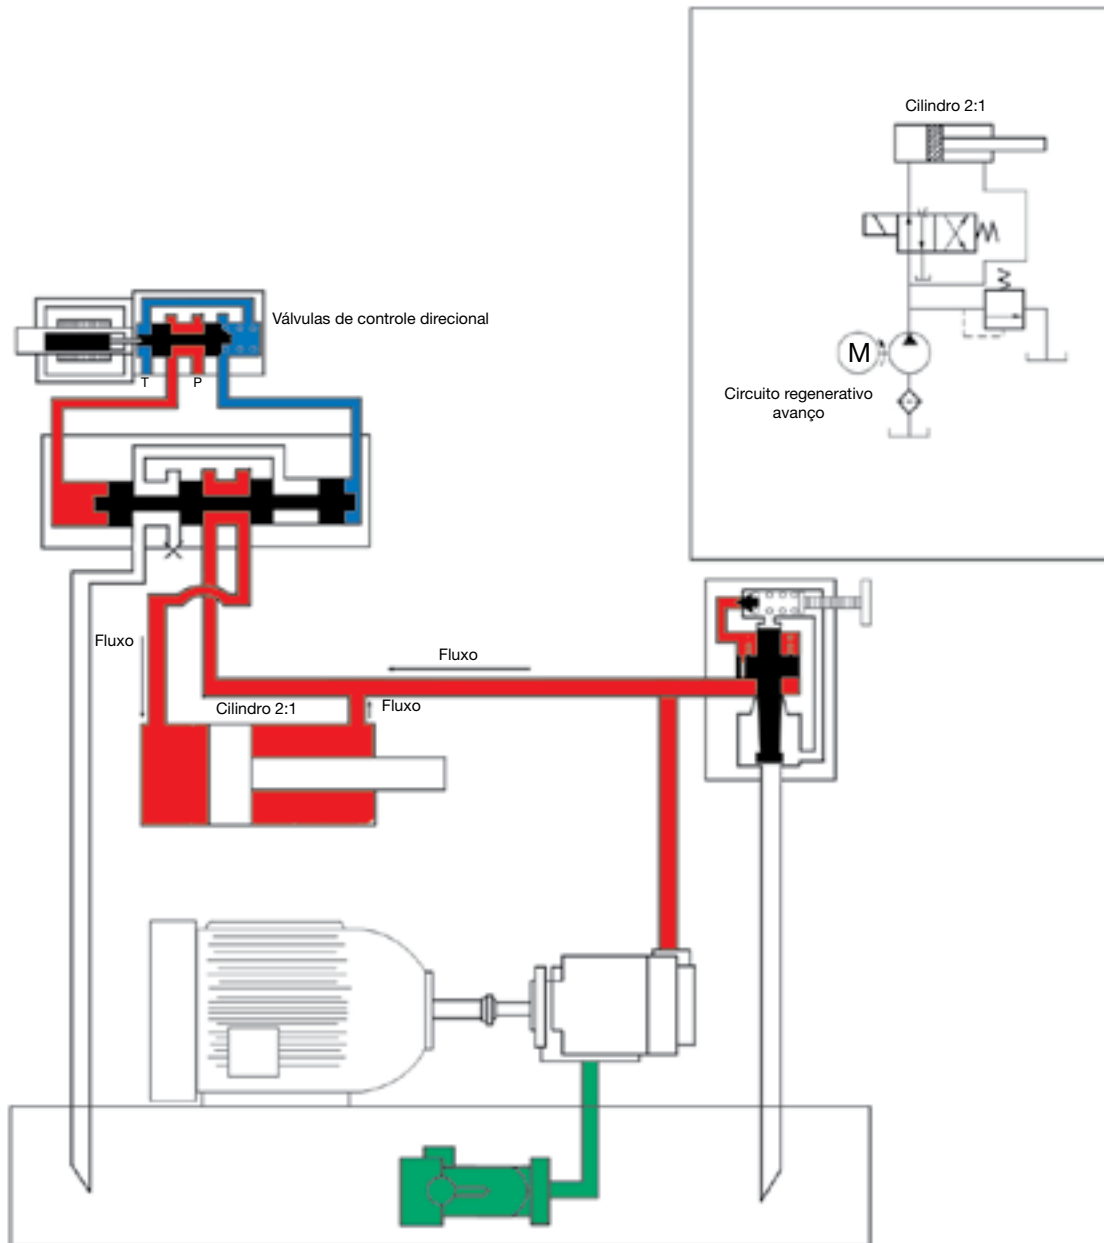 Cilindro 2:1
M
Circuito regenerativo
avanço
Válvulas de controle direcional
T P
Fluxo
Fluxo
Cilindro 2:1
Fluxo